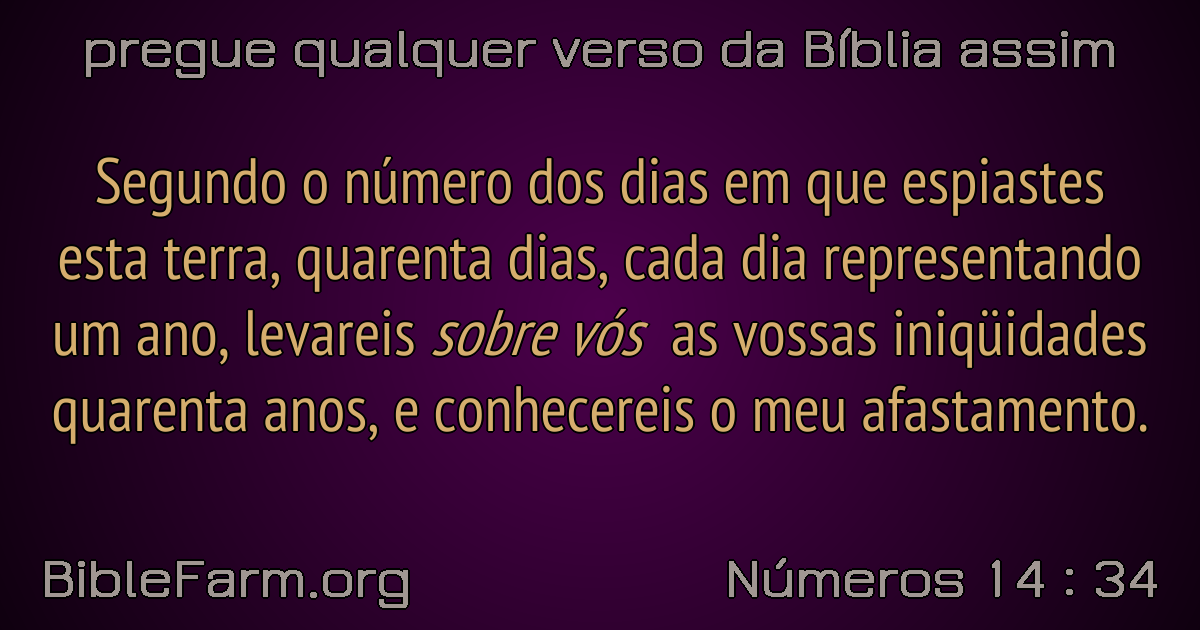 pregue qualquer verso da Bíblia assim
Segundo o número dos dias em que espiastes
esta terra, quarenta dias, cada dia representando
um ano, levareis sobre vós as vossas iniqüidades
quarenta anos, e conhecereis o meu afastamento.
BibleFarm.org
Números 14 : 34